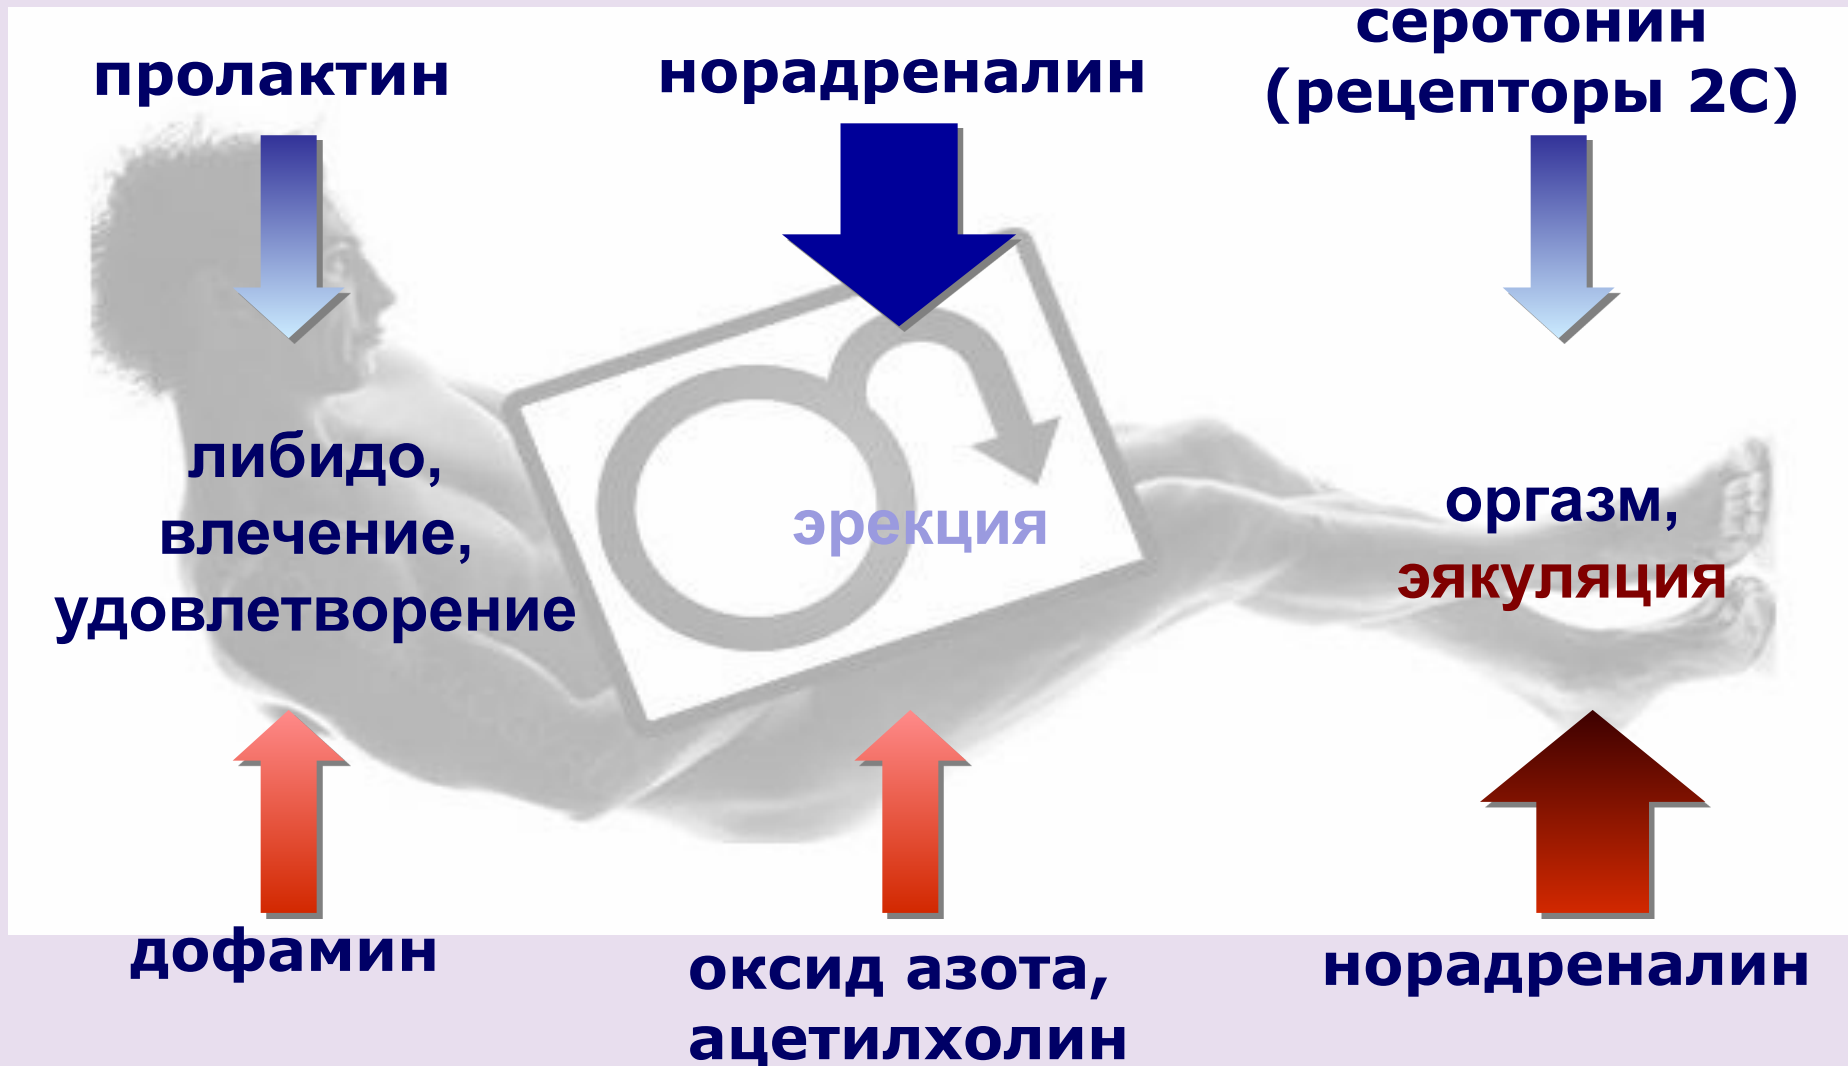 пролактин
норадреналин
серотонин
(рецепторы 2С)
либидо,
влечение,
удовлетворение
эрекция
оргазм,
эякуляция
дофамин
оксид азота,
ацетилхолин
норадреналин